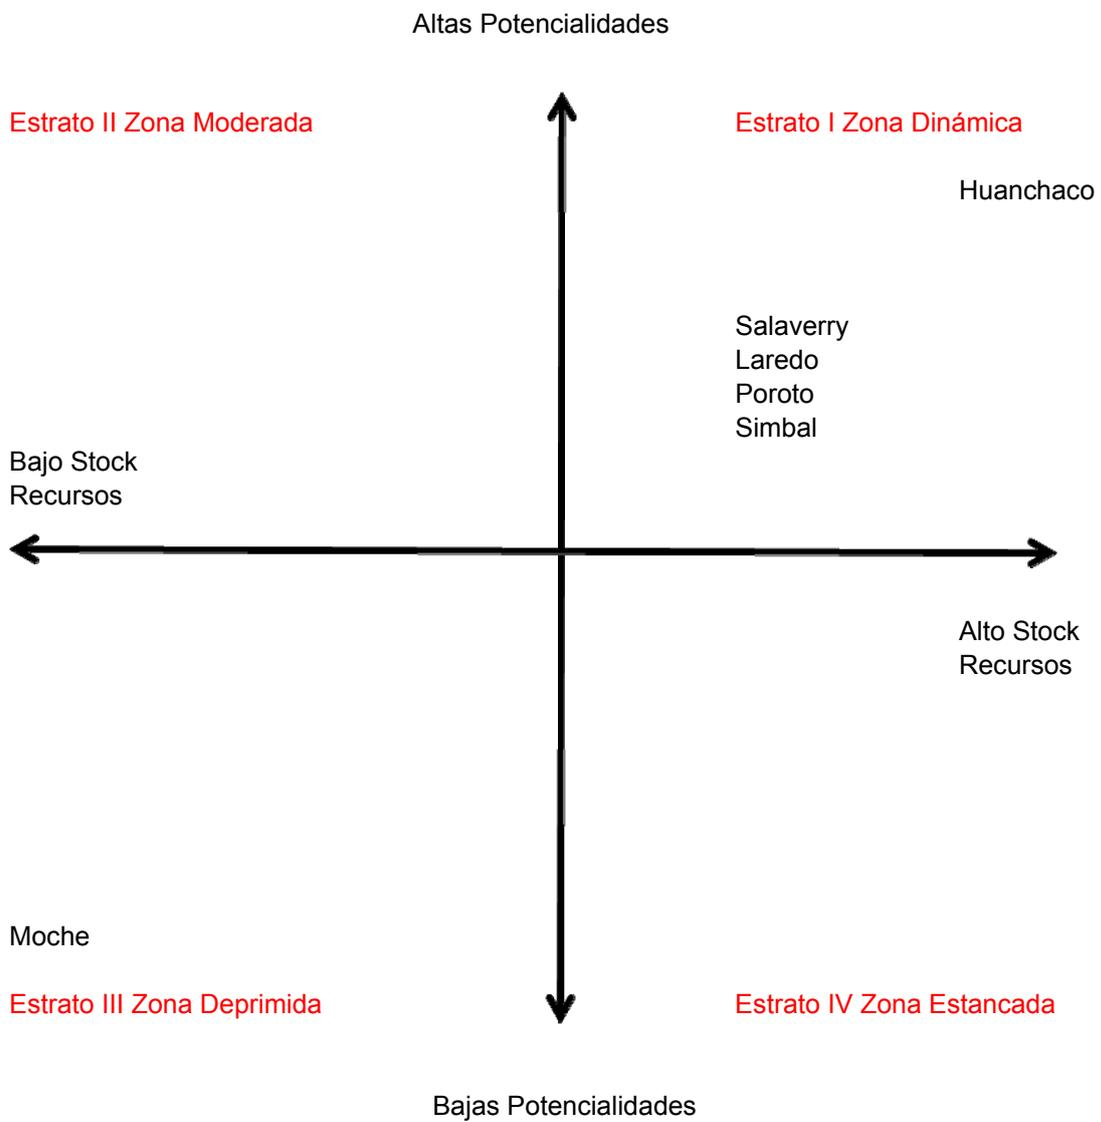 Altas Potencialidades
Estrato II Zona Moderada
Estrato I Zona Dinámica
Huanchaco
Salaverry
Laredo
Poroto
Simbal
Bajo Stock
Recursos
Alto Stock
Recursos
Moche
Estrato III Zona Deprimida
Estrato IV Zona Estancada
Bajas Potencialidades